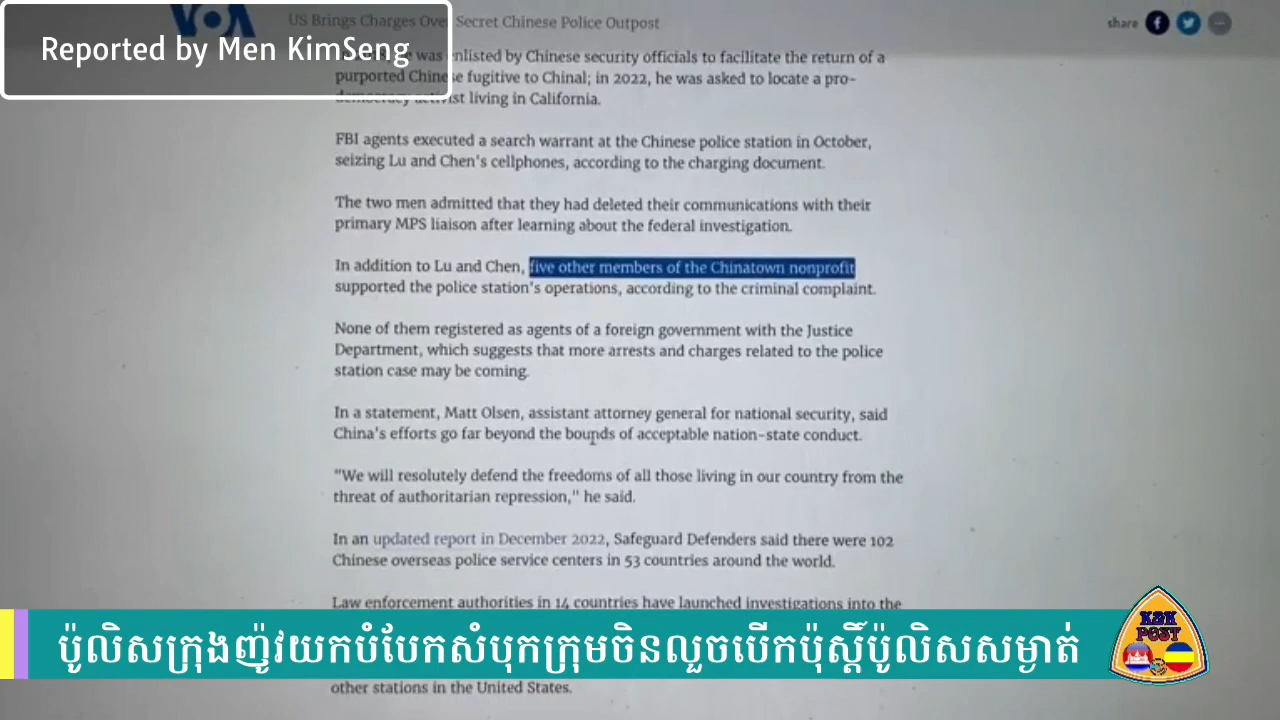 VOA
US Brings Charges Over Secret Chinese Police Outpost
share
Reported by Men KimSeng
was enlisted by Chinese security officials to facilitate the return of a
purported Chinese fugitive to Chinal; in 2022, he was asked to locate a pro-
democracy activist living in California.
FBI agents executed a search warrant at the Chinese police station in October,
seizing Lu and Chen's cellphones, according to the charging document.
The two men admitted that they had deleted their communications with their
primary MPS liaison after learning about the federal investigation.
In addition to Lu and Chen, five other members of the Chinatown nonprofit
supported the police station's operations, according to the criminal complaint.
None of them registered as agents of a foreign government with the Justice
Department, which suggests that more arrests and charges related to the police
station case may be coming.
In a statement, Matt Olsen, assistant attorney general for national security, said
China's efforts go far beyond the bounds of acceptable nation-state conduct.
"We will resolutely defend the freedoms of all those living in our country from the
threat of authoritarian repression," he said.
In an updated report in December 2022, Safeguard Defenders said there were 102
Chinese overseas police service centers in 53 countries around the world.
Law enforcement authorities in 14 countries have launched investigations into the
ប៉ូលិសក្រុងញ៉ូវយកបំបែកសំបុកក្រុមចិនលួចបើកប៉ុស្តិ៍ប៉ូលិសសម្ងាត់
K&K
POST
other stations in the United States.